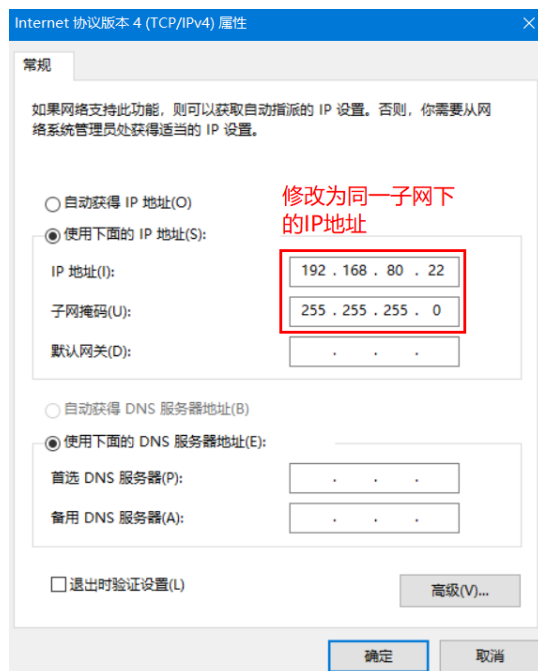 Internet 协议版本 4 (TCP/IPv4) 属性
常规
如果网络支持此功能，则可以获取自动指派的 IP 设置。否则，你需要从网
络系统管理员处获得适当的 IP 设置。
自动获得 IP 地址(O)
修改为同一子网下
的IP地址
使用下面的 IP 地址(S):
IP 地址(I):
192 . 168 . 80 . 22
子网掩码(U):
255 . 255 . 255 . 0
默认网关(D):
. . .
自动获得 DNS 服务器地址(B)
使用下面的 DNS 服务器地址(E):
首选 DNS 服务器(P):
. . .
备用 DNS 服务器(A):
. . .
退出时验证设置(L)
高级(V)...
确定
取消